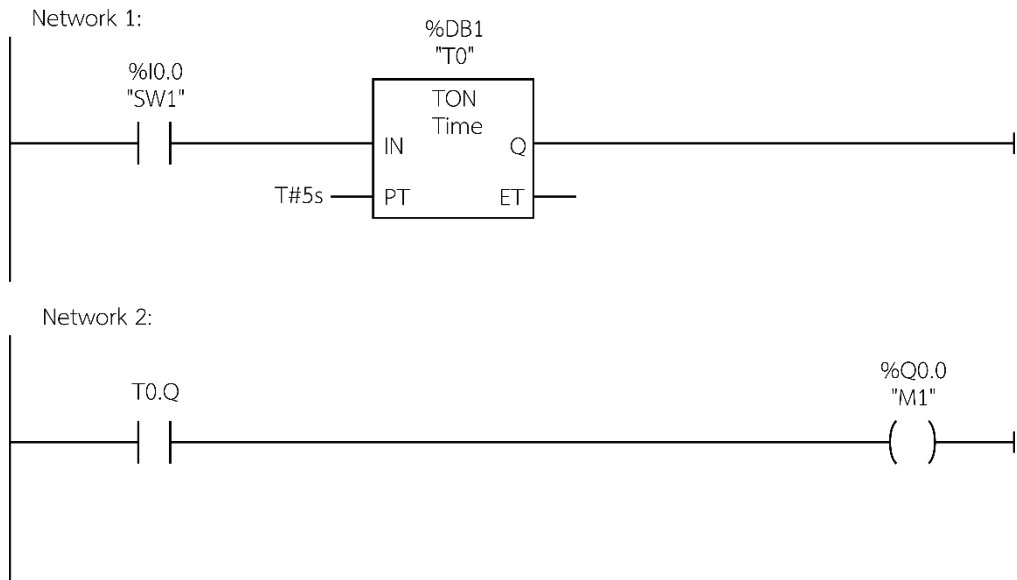 Network 1:
%DB1
"T0"
%I0.0
"SW1"
TON
Time
IN
Q
T#5s
PT
ET
Network 2:
T0.Q
%Q0.0
"M1"